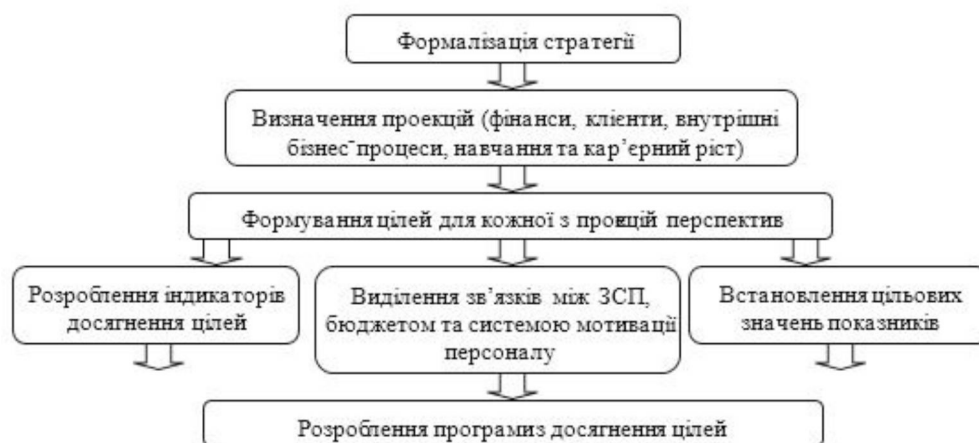 Формалізація стратегії
Визначення проекцій (фінанси, клієнти, внутрішні
бізнес-процеси, навчання та кар’єрний ріст)
Формування цілей для кожної з проекцій перспектив
Розроблення індикаторів
досягнення цілей
Виділення зв’язків між ЗСП,
бюджетом та системою мотивації
персоналу
Встановлення цільових
значень показників
Розроблення програми з досягнення цілей